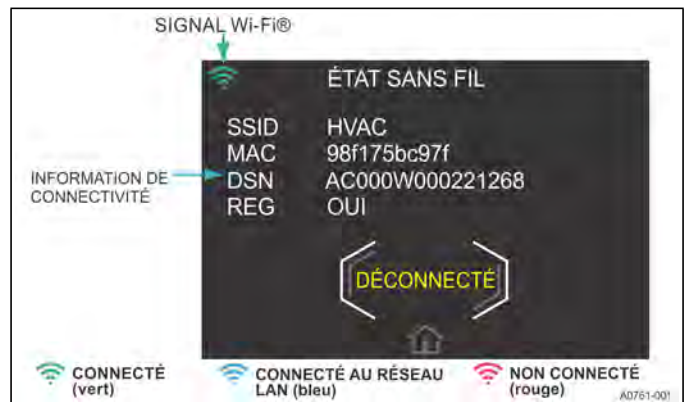 SIGNAL Wi-Fi®
ÉTAT SANS FIL
SSID HVAC
MAC 98f175bc97f
INFORMATION DE CONNECTIVITÉ
DSN AC000W000221268
REG OUI
DÉCONNECTÉ
CONNECTÉ (vert)
CONNECTÉ AU RÉSEAU LAN (bleu)
NON CONNECTÉ (rouge)
A0761-001